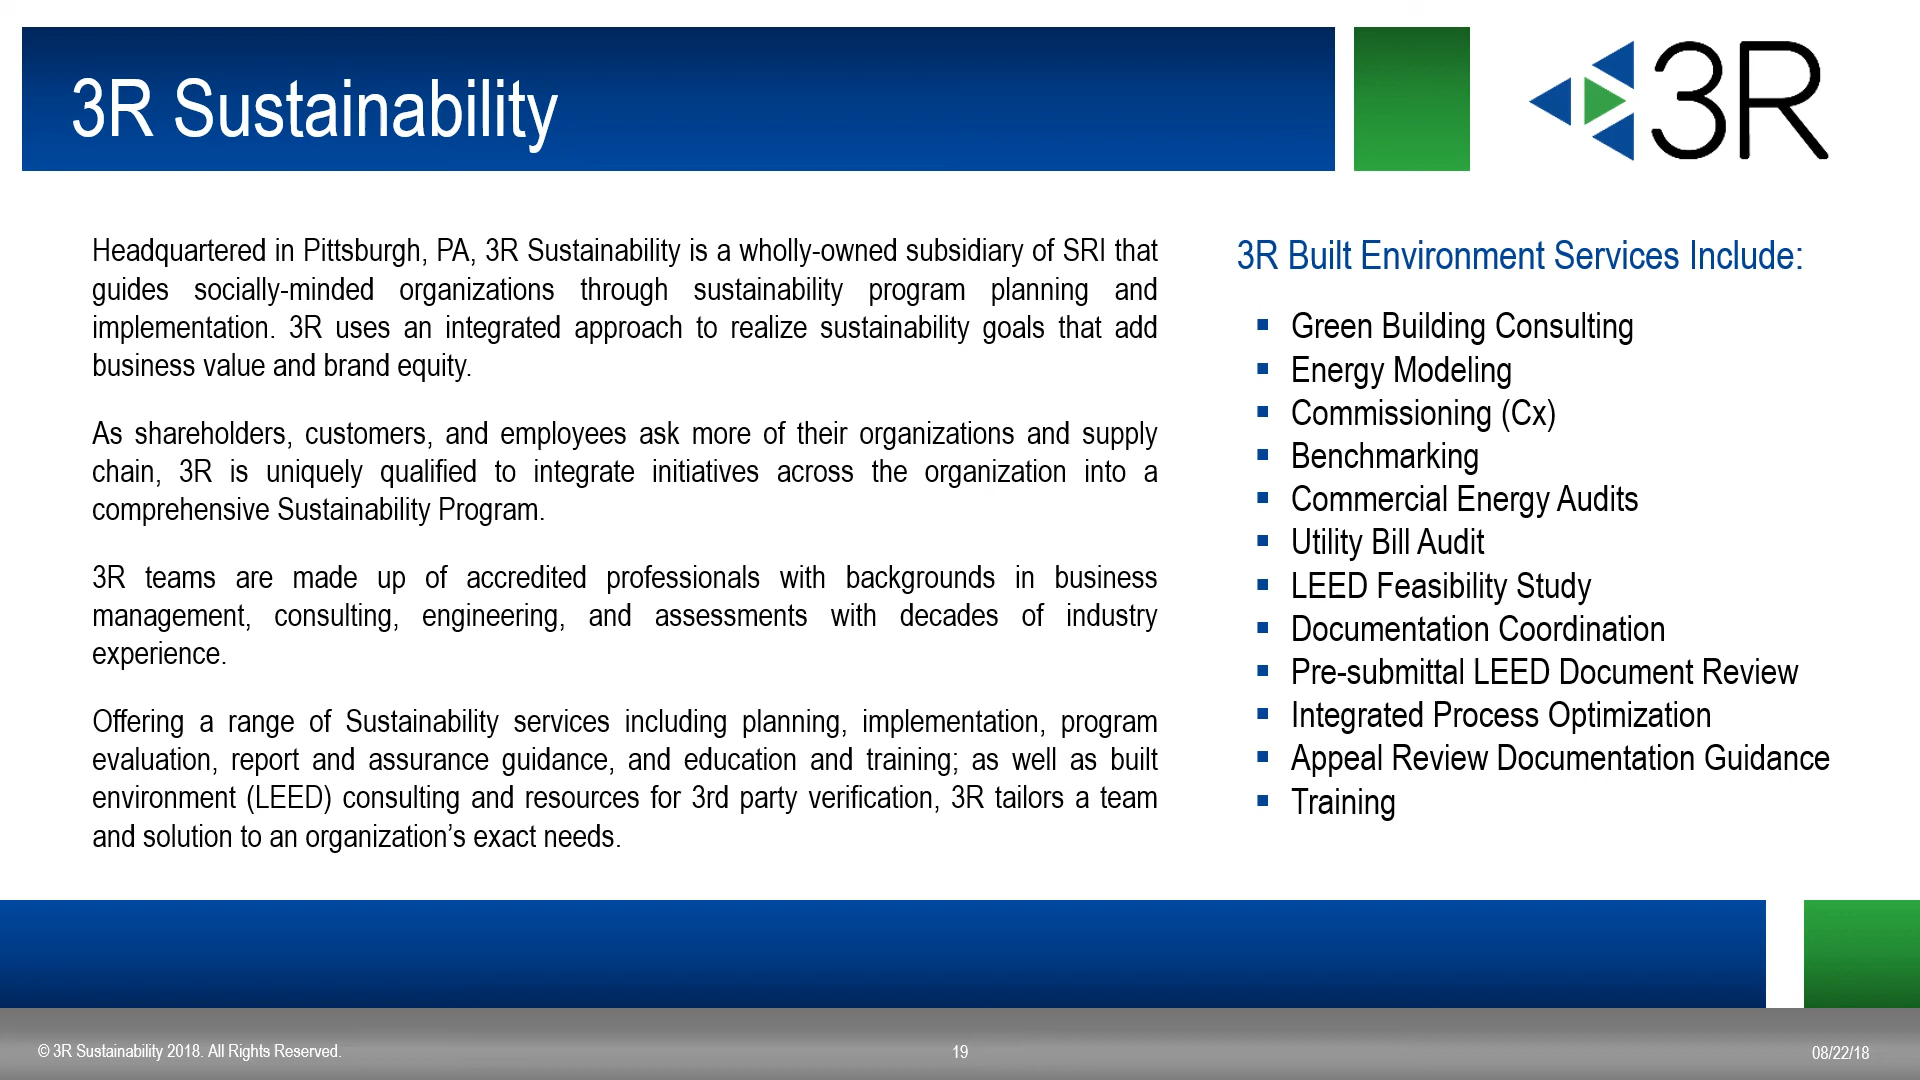 3R Sustainability
3R
Headquartered in Pittsburgh, PA, 3R Sustainability is a wholly-owned subsidiary of SRI that
guides socially-minded organizations through sustainability program planning and
implementation. 3R uses an integrated approach to realize sustainability goals that add
business value and brand equity.
As shareholders, customers, and employees ask more of their organizations and supply
chain, 3R is uniquely qualified to integrate initiatives across the organization into a
comprehensive Sustainability Program.
3R teams are made up of accredited professionals with backgrounds in business
management, consulting, engineering, and assessments with decades of industry
experience.
Offering a range of Sustainability services including planning, implementation, program
evaluation, report and assurance guidance, and education and training; as well as built
environment (LEED) consulting and resources for 3rd party verification, 3R tailors a team
and solution to an organization’s exact needs.
3R Built Environment Services Include:
▪ Green Building Consulting
▪ Energy Modeling
▪ Commissioning (Cx)
▪ Benchmarking
▪ Commercial Energy Audits
▪ Utility Bill Audit
▪ LEED Feasibility Study
▪ Documentation Coordination
▪ Pre-submittal LEED Document Review
▪ Integrated Process Optimization
▪ Appeal Review Documentation Guidance
▪ Training
© 3R Sustainability 2018. All Rights Reserved.
19
08/22/18